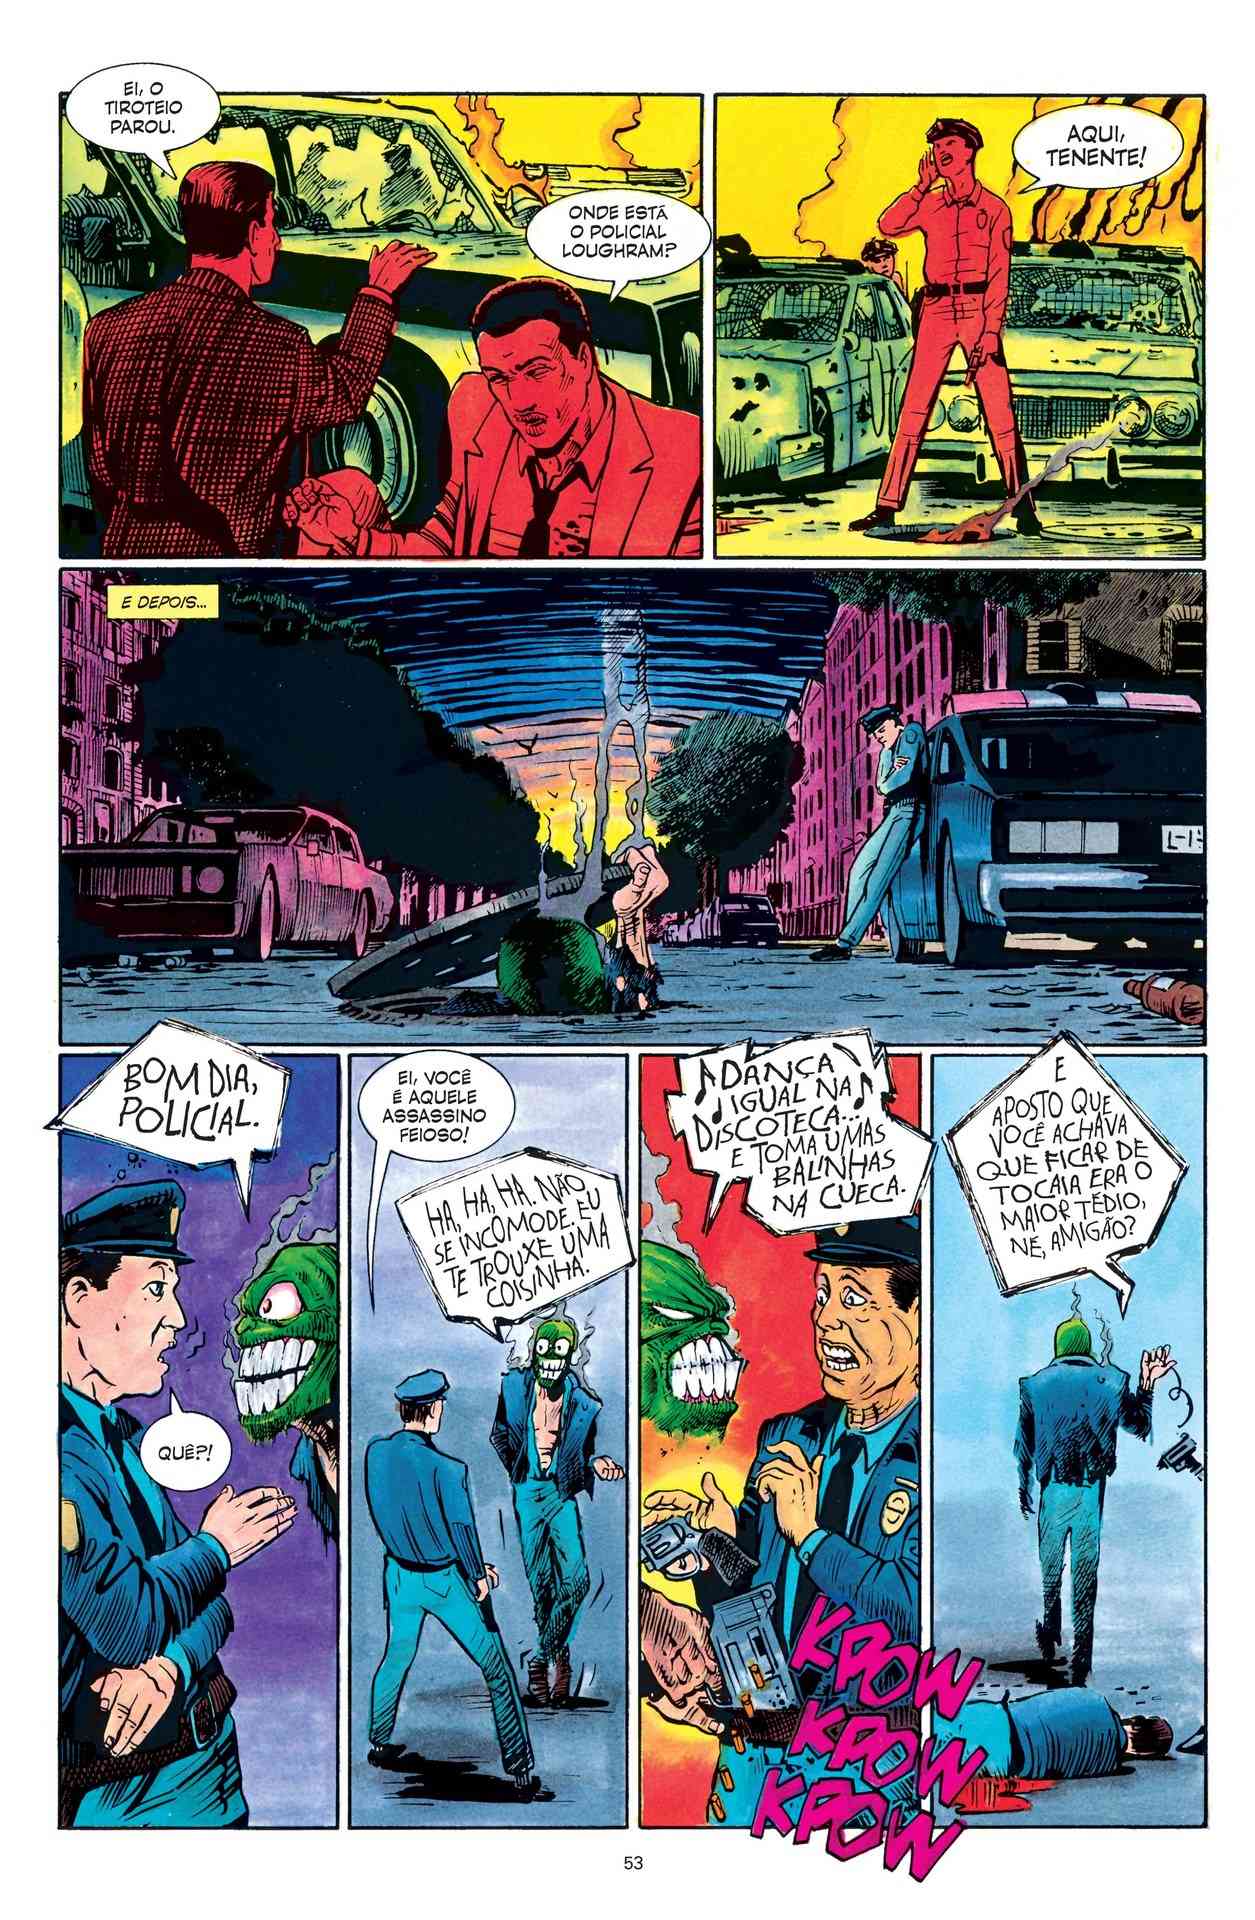 EI, O
TIROTEIO
PAROU.
ONDE ESTÁ
O POLICIAL
LOUGHRAM?
AQUI,
TENENTE!
E DEPOIS...
BOM DIA,
POLICIAL.
QUÊ?!
EI, VOCÊ
É AQUELE
ASSASSINO
FEIOSO!
HA, HA, HA. NÃO
SE INCOMODE. EU
TE TROUXE UMA
COISINHA.
♪DANÇA
♪IGUAL NA♪
DISCOTECA...
E TOMA UMAS
BALINHAS
NA CUECA.
KPOW
KPOW
KPOW
E
APOSTO QUE
VOCÊ ACHAVA
QUE FICAR DE
TOCAIA ERA O
MAIOR TÉDIO,
NE, AMIGÃO?
53